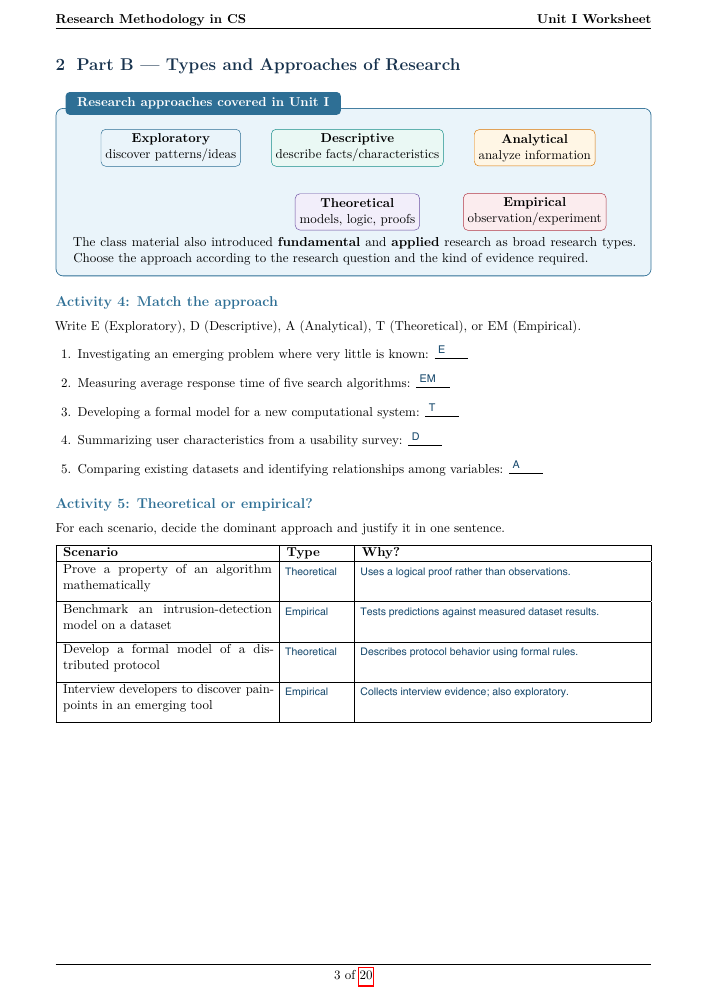 Research Methodology in CS Unit I Worksheet
2 Part B — Types and Approaches of Research
Research approaches covered in Unit I
Exploratory Descriptive Analytical
discover patterns/ideas describe facts/characteristics analyze information
Theoretical Empirical
models, logic, proofs observation/experiment
The class material also introduced fundamental and applied research as broad research types.
Choose the approach according to the research question and the kind of evidence required.
Activity 4: Match the approach
Write E (Exploratory), D (Descriptive), A (Analytical), T (Theoretical), or EM (Empirical).
1. Investigating an emerging problem where very little is known: E
2. Measuring average response time of five search algorithms: EM
3. Developing a formal model for a new computational system: T
4. Summarizing user characteristics from a usability survey: D
5. Comparing existing datasets and identifying relationships among variables: A
Activity 5: Theoretical or empirical?
For each scenario, decide the dominant approach and justify it in one sentence.
Scenario Type Why?
Prove a property of an algorithm Theoretical Uses a logical proof rather than observations.
mathematically
Benchmark an intrusion-detection Empirical Tests predictions against measured dataset results.
model on a dataset
Develop a formal model of a dis- Theoretical Describes protocol behavior using formal rules.
tributed protocol
Interview developers to discover pain- Empirical Collects interview evidence; also exploratory.
points in an emerging tool
3 of 20